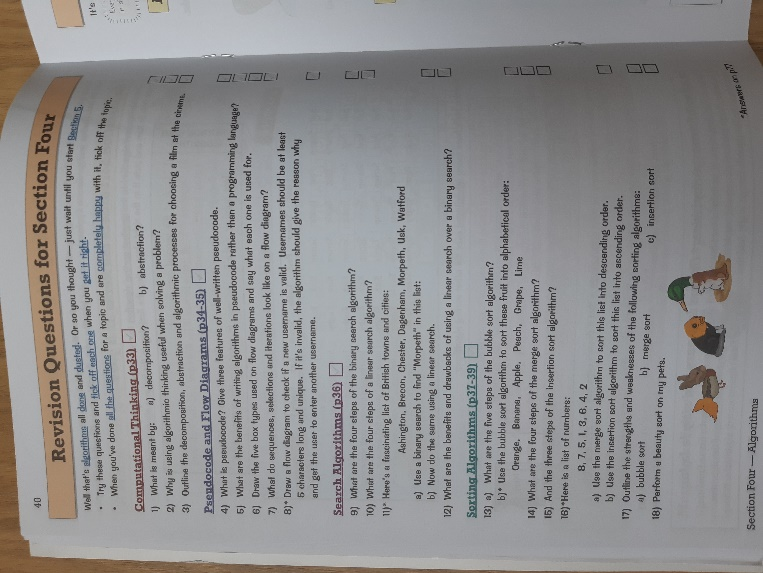 40
Revision Questions for Section Four
Well that's algorithms all done and dusted. Or so you thought — just wait until you start Section 5.
• Try these questions and tick off each one when you get it right.
• When you've done all the questions for a topic and are completely happy with it, tick off the topic.
Computational Thinking (p33)
1) What is meant by: a) decomposition? b) abstraction?
2) Why is using algorithmic thinking useful when solving a problem?
3) Outline the decomposition, abstraction and algorithmic processes for choosing a film at the cinema.
Pseudocode and Flow Diagrams (p34-35)
4) What is pseudocode? Give three features of well-written pseudocode.
5) What are the benefits of writing algorithms in pseudocode rather than a programming language?
6) Draw the five box types used on flow diagrams and say what each one is used for.
7) What do sequences, selections and iterations look like on a flow diagram?
8)* Draw a flow diagram to check if a new username is valid. Usernames should be at least
5 characters long and unique. If it's invalid, the algorithm should give the reason why
and get the user to enter another username.
Search Algorithms (p36)
9) What are the four steps of the binary search algorithm?
10) What are the four steps of a linear search algorithm?
11)* Here's a fascinating list of British towns and cities:
Ashington, Brecon, Chester, Dagenham, Morpeth, Usk, Watford
a) Use a binary search to find "Morpeth" in this list:
b) Now do the same using a linear search.
12) What are the benefits and drawbacks of using a linear search over a binary search?
Sorting Algorithms (p37-39)
13) a) What are the five steps of the bubble sort algorithm?
b)* Use the bubble sort algorithm to sort these fruit into alphabetical order:
Orange, Banana, Apple, Peach, Grape, Lime
14) What are the four steps of the merge sort algorithm?
15) And the three steps of the insertion sort algorithm?
16)* Here is a list of numbers:
8, 7, 5, 1, 3, 6, 4, 2
a) Use the merge sort algorithm to sort this list into descending order.
b) Use the insertion sort algorithm to sort this list into ascending order.
17) Outline the strengths and weaknesses of the following sorting algorithms:
a) bubble sort b) merge sort c) insertion sort
18) Perform a beauty sort on my pets.
Section Four — Algorithms
It's